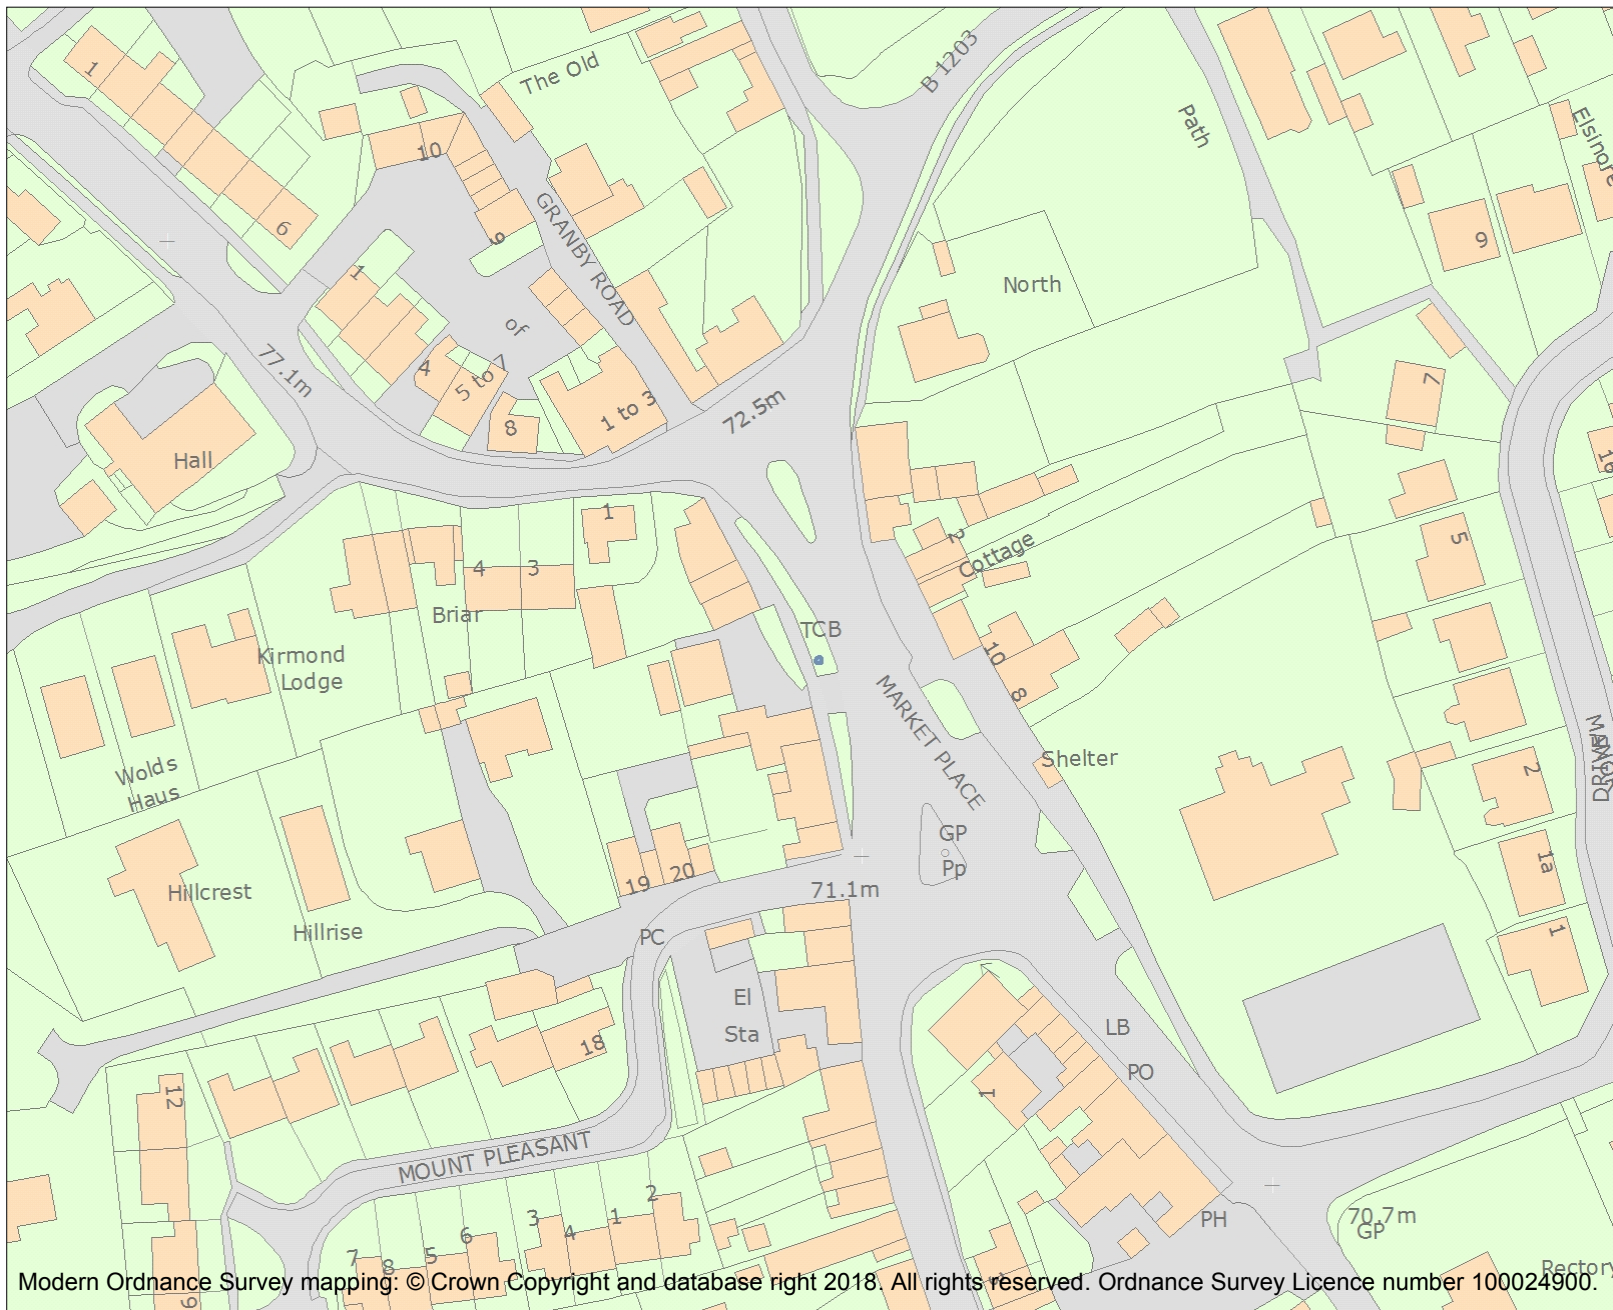 1
The Old
B 1203
Path
Elsinore
10
6
9
GRANBY ROAD
9
1
North
of
77.1m
4
5 to 7
7
72.5m
1 to 3
8
Hall
16
1
2
5
Cottage
4
3
Briar
TCB
Kirmond
Lodge
10
8
MARKET PLACE
Shelter
Wolds
Haus
2
DRIVE
GP
Pp
1a
19
20
71.1m
Hillcrest
Hillrise
PC
1
El
Sta
LB
18
PO
12
1
MOUNT PLEASANT
2
3
1
4
6
5
7
8
PH
70.7m
GP
Rectory
9
Modern Ordnance Survey mapping: © Crown Copyright and database right 2018. All rights reserved. Ordnance Survey Licence number 100024900.